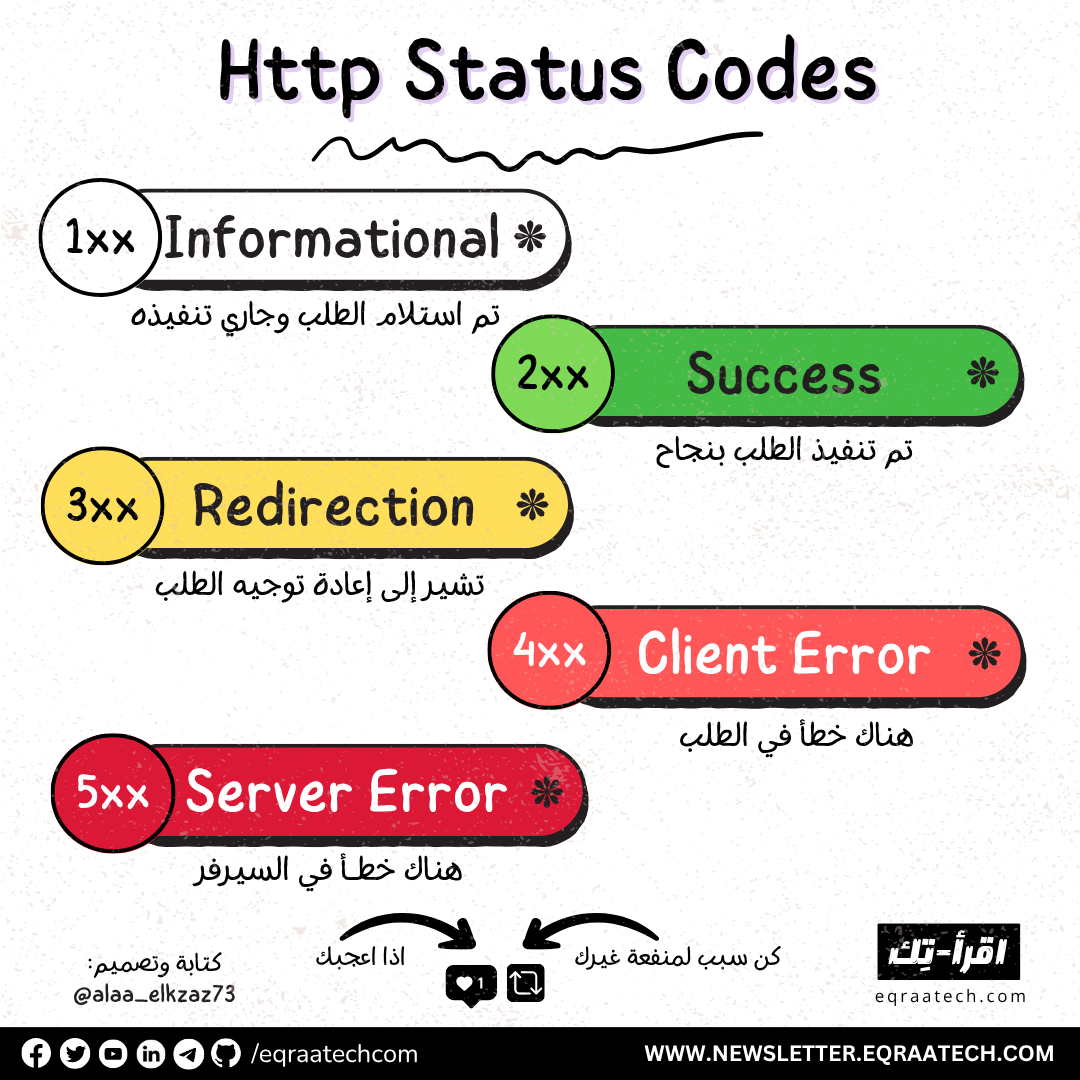 Http Status Codes
1xx Informational
تم استلام الطلب وجاري تنفيذه
2xx Success
تم تنفيذ الطلب بنجاح
3xx Redirection
تشير إلى إعادة توجيه الطلب
4xx Client Error
هناك خطأ في الطلب
5xx Server Error
هناك خطـأ في السيرفر
كن سبب لمنفعة غيرك
اذا اعجبك
1
كتابة وتصميم:
@alaa_elkzaz73
اقرأ-تِك
eqraatech.com
/eqraatechcom
WWW.NEWSLETTER.EQRAATECH.COM